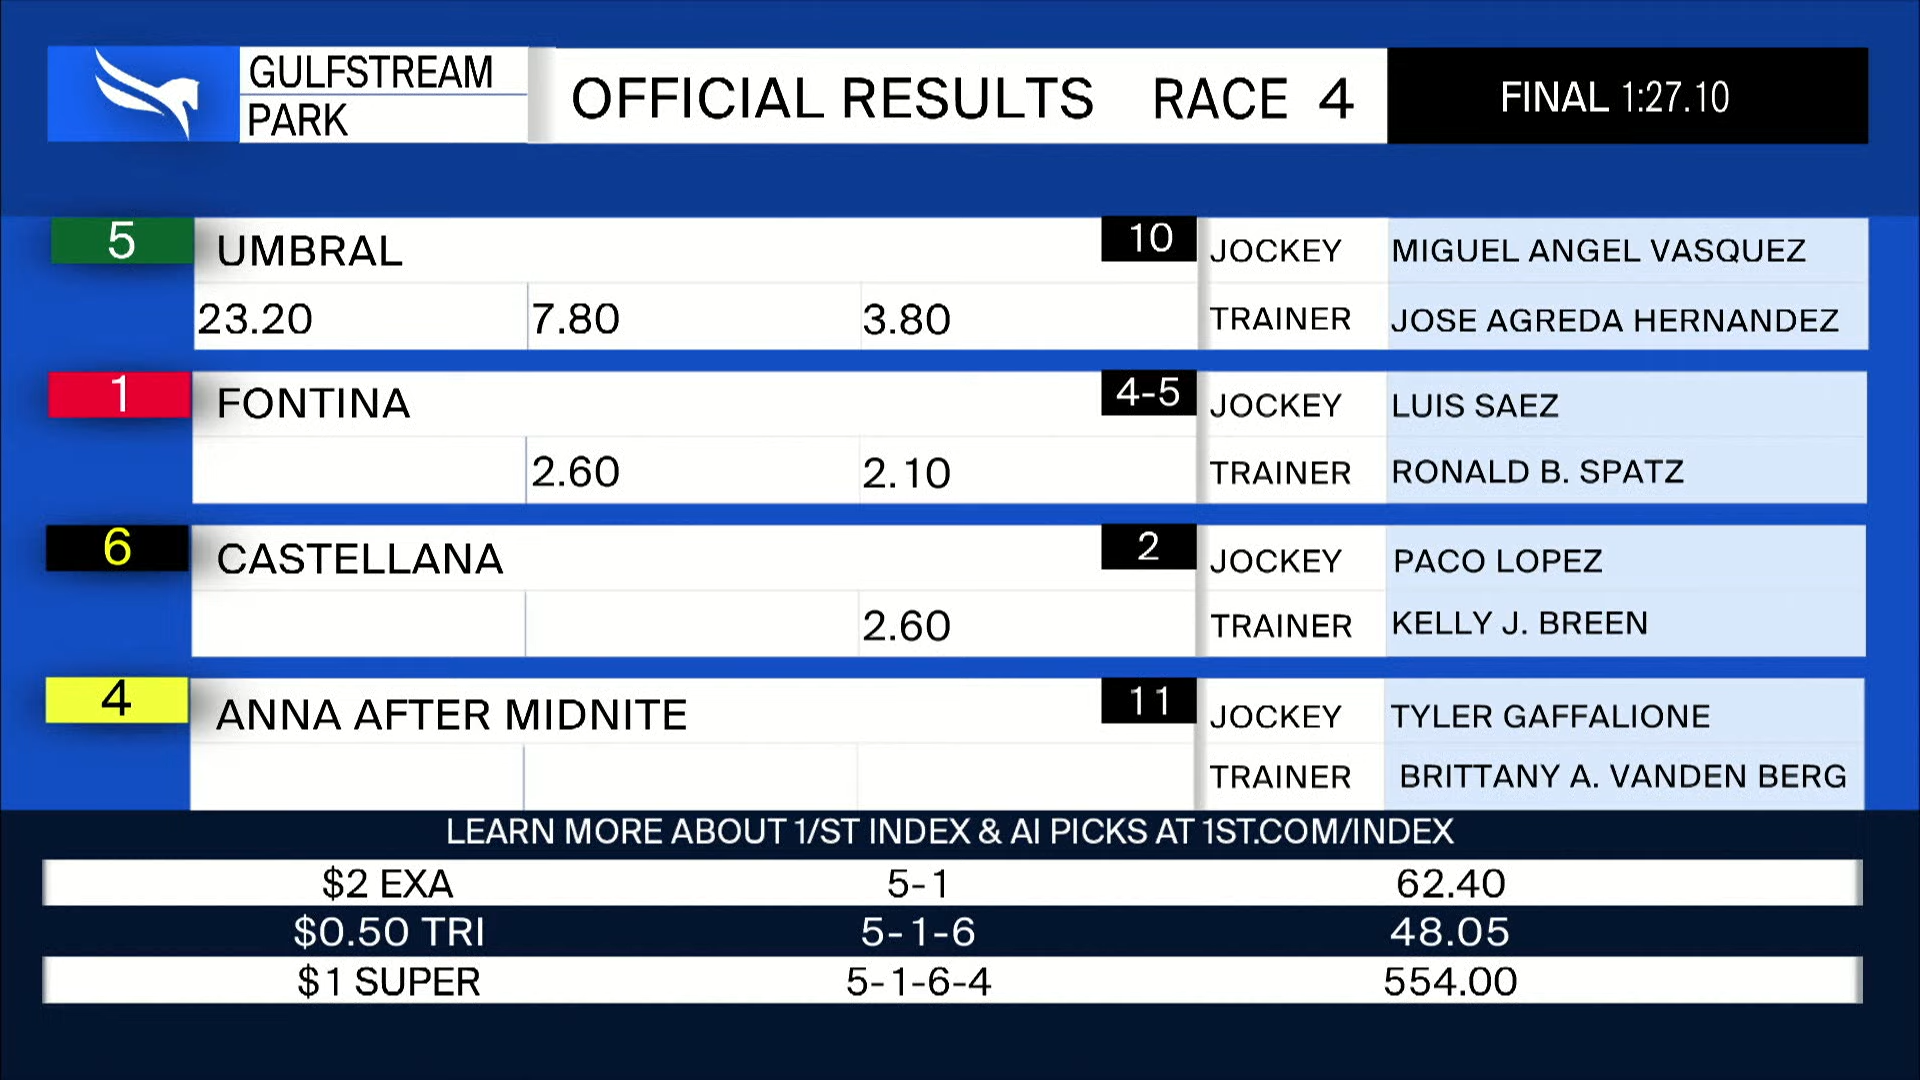 GULFSTREAM
PARK
OFFICIAL RESULTS RACE 4
FINAL 1:27.10
5 UMBRAL 10 JOCKEY MIGUEL ANGEL VASQUEZ
23.20 7.80 3.80 TRAINER JOSE AGREDA HERNANDEZ
1 FONTINA 4-5 JOCKEY LUIS SAEZ
2.60 2.10 TRAINER RONALD B. SPATZ
6 CASTELLANA 2 JOCKEY PACO LOPEZ
2.60 TRAINER KELLY J. BREEN
4 ANNA AFTER MIDNITE 11 JOCKEY TYLER GAFFALIONE
TRAINER BRITTANY A. VANDEN BERG
LEARN MORE ABOUT 1/ST INDEX & AI PICKS AT 1ST.COM/INDEX
$2 EXA 5-1 62.40
$0.50 TRI 5-1-6 48.05
$1 SUPER 5-1-6-4 554.00